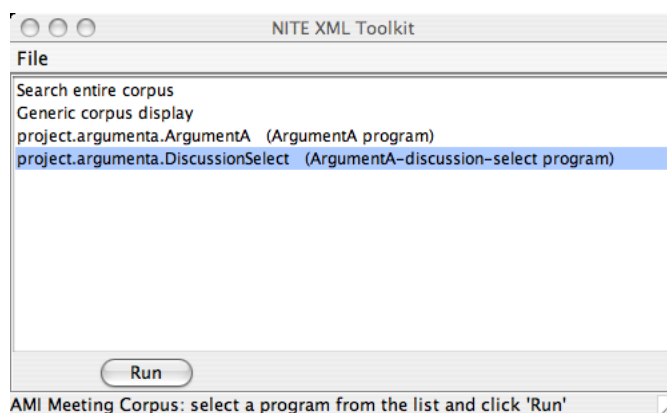 NITE XML Toolkit
File
Search entire corpus
Generic corpus display
project.argumenta.ArgumentA (ArgumentA program)
project.argumenta.DiscussionSelect (ArgumentA-discussion-select program)
Run
AMI Meeting Corpus: select a program from the list and click 'Run'